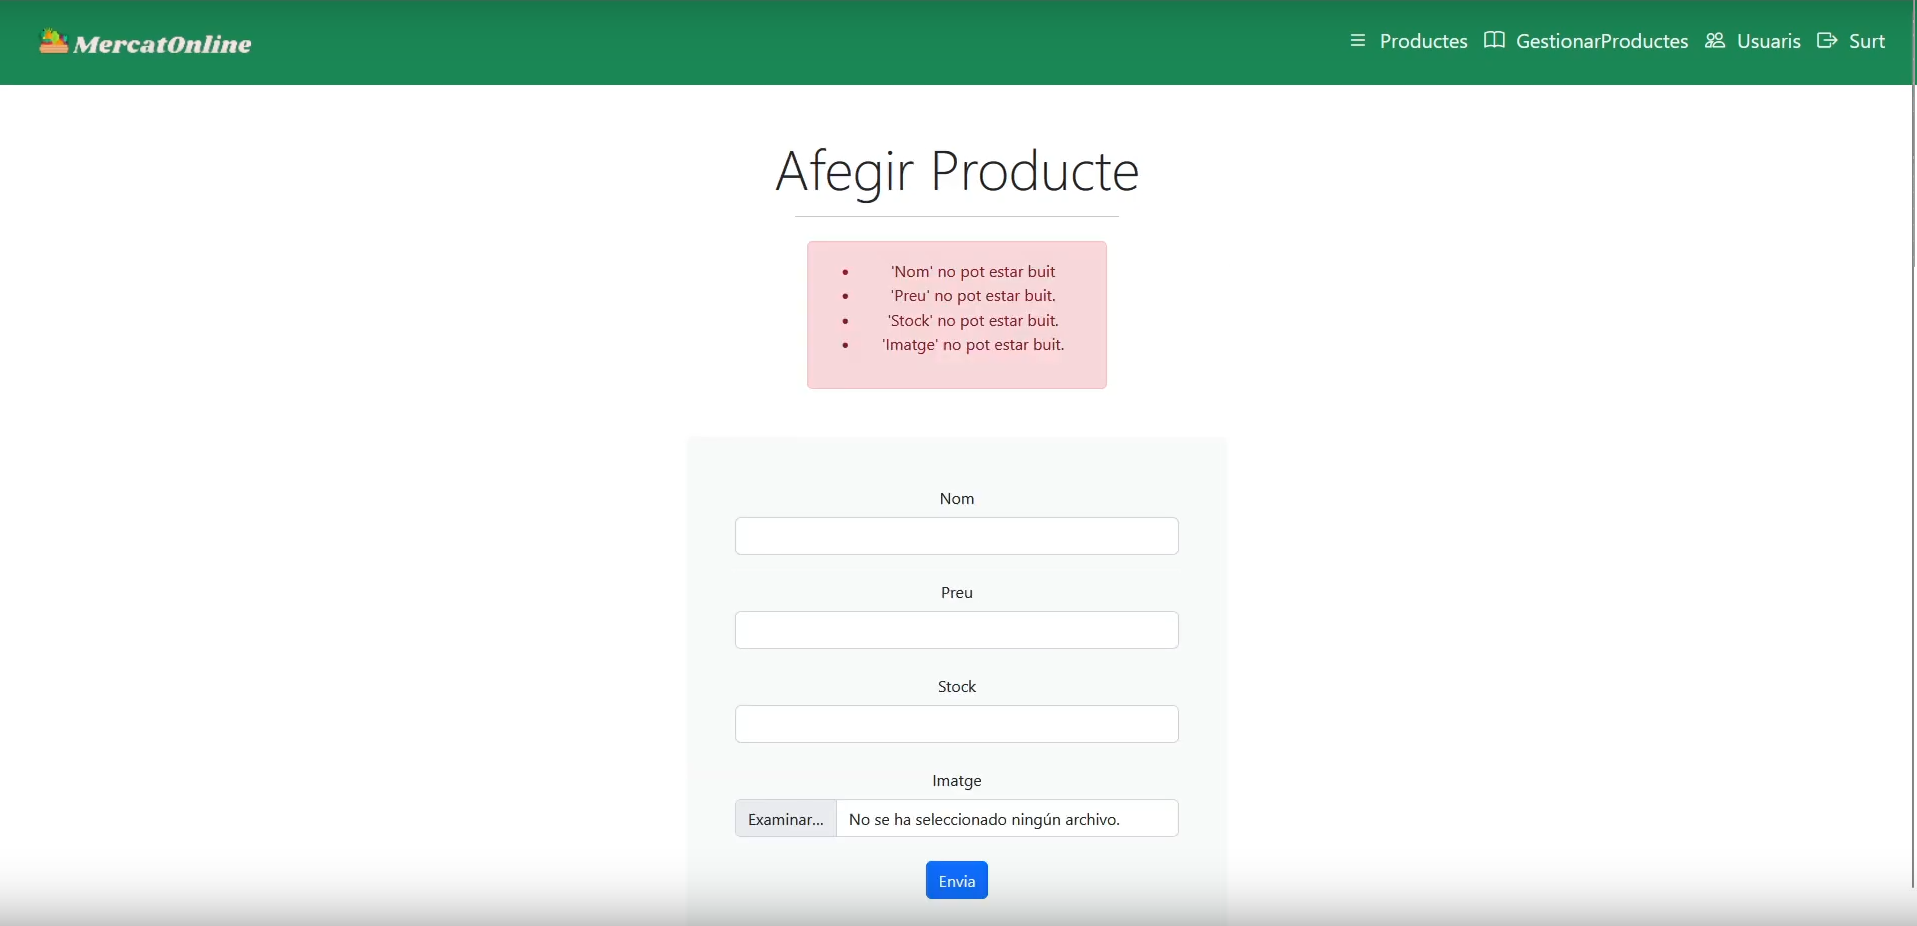 MercatOnline
Productes GestionarProductes Usuaris Surt
Afegir Producte
'Nom' no pot estar buit
'Preu' no pot estar buit.
'Stock' no pot estar buit.
'Imatge' no pot estar buit.
Nom
Preu
Stock
Imatge
Examinar... No se ha seleccionado ningún archivo.
Envia